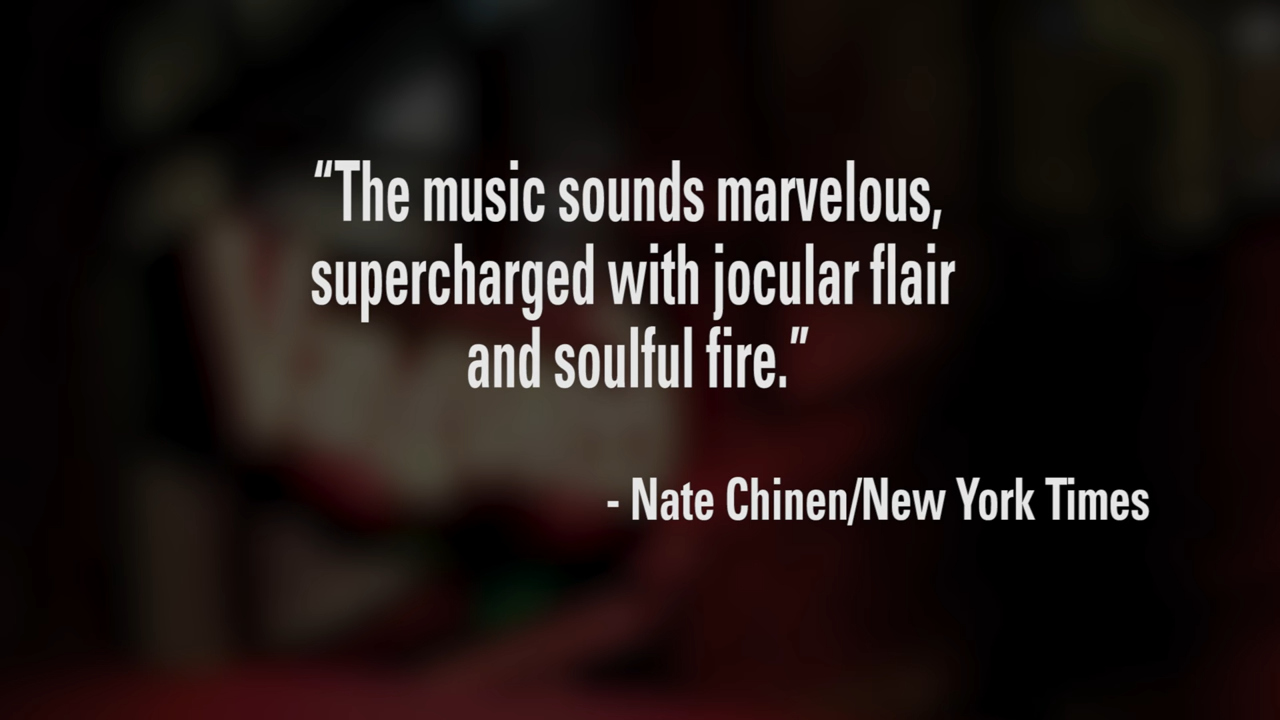 “The music sounds marvelous,
supercharged with jocular flair
and soulful fire.”
- Nate Chinen/New York Times